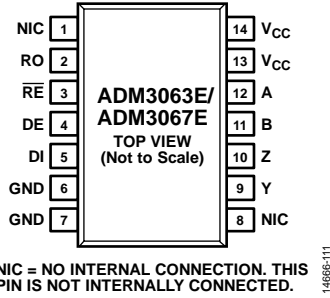 NIC 1
RO 2
RE 3
DE 4
DI 5
GND 6
GND 7
ADM3063E/
ADM3067E
TOP VIEW
(Not to Scale)
14 VCC
13 VCC
12 A
11 B
10 Z
9 Y
8 NIC
NIC = NO INTERNAL CONNECTION. THIS
PIN IS NOT INTERNALLY CONNECTED.
14666-111